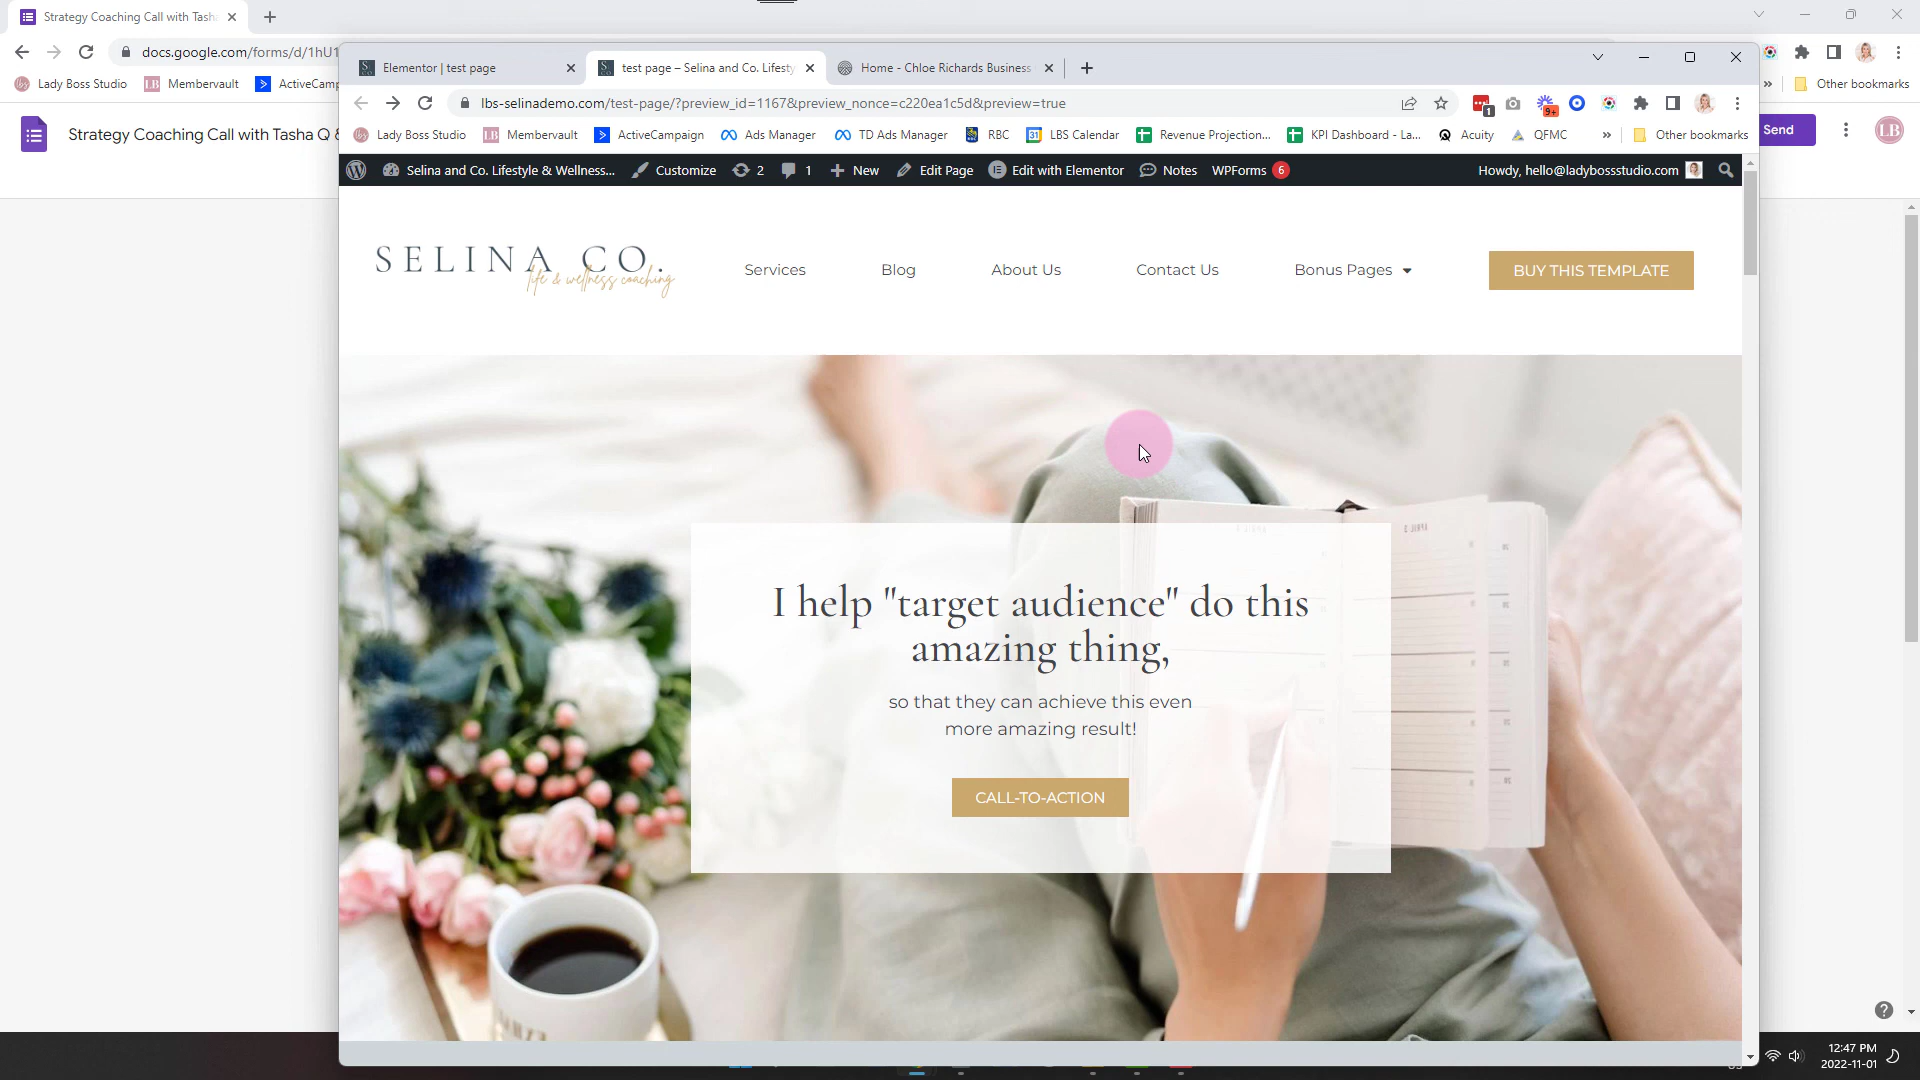 Strategy Coaching Call with Tash
docs.google.com/forms/d/1hU1
Lady Boss Studio
Membervault
ActiveCamp
Other bookmarks
Strategy Coaching Call with Tasha Q &
Send
LB
Elementor | test page
test page – Selina and Co. Lifesty
Home - Chloe Richards Business
lbs-selinademo.com/test-page/?preview_id=1167&preview_nonce=c220ea1c5d&preview=true
1
9+
Lady Boss Studio
Membervault
ActiveCampaign
Ads Manager
TD Ads Manager
RBC
LBS Calendar
Revenue Projection...
KPI Dashboard - La...
Acuity
QFMC
»
Other bookmarks
Selina and Co. Lifestyle & Wellness...
Customize
2
1
New
Edit Page
Edit with Elementor
Notes
WPForms 6
Howdy, hello@ladybossstudio.com
SELINA CO.
life & wellness coaching
Services
Blog
About Us
Contact Us
Bonus Pages
BUY THIS TEMPLATE
I help "target audience" do this
amazing thing,
so that they can achieve this even
more amazing result!
CALL-TO-ACTION
12:47 PM
2022-11-01